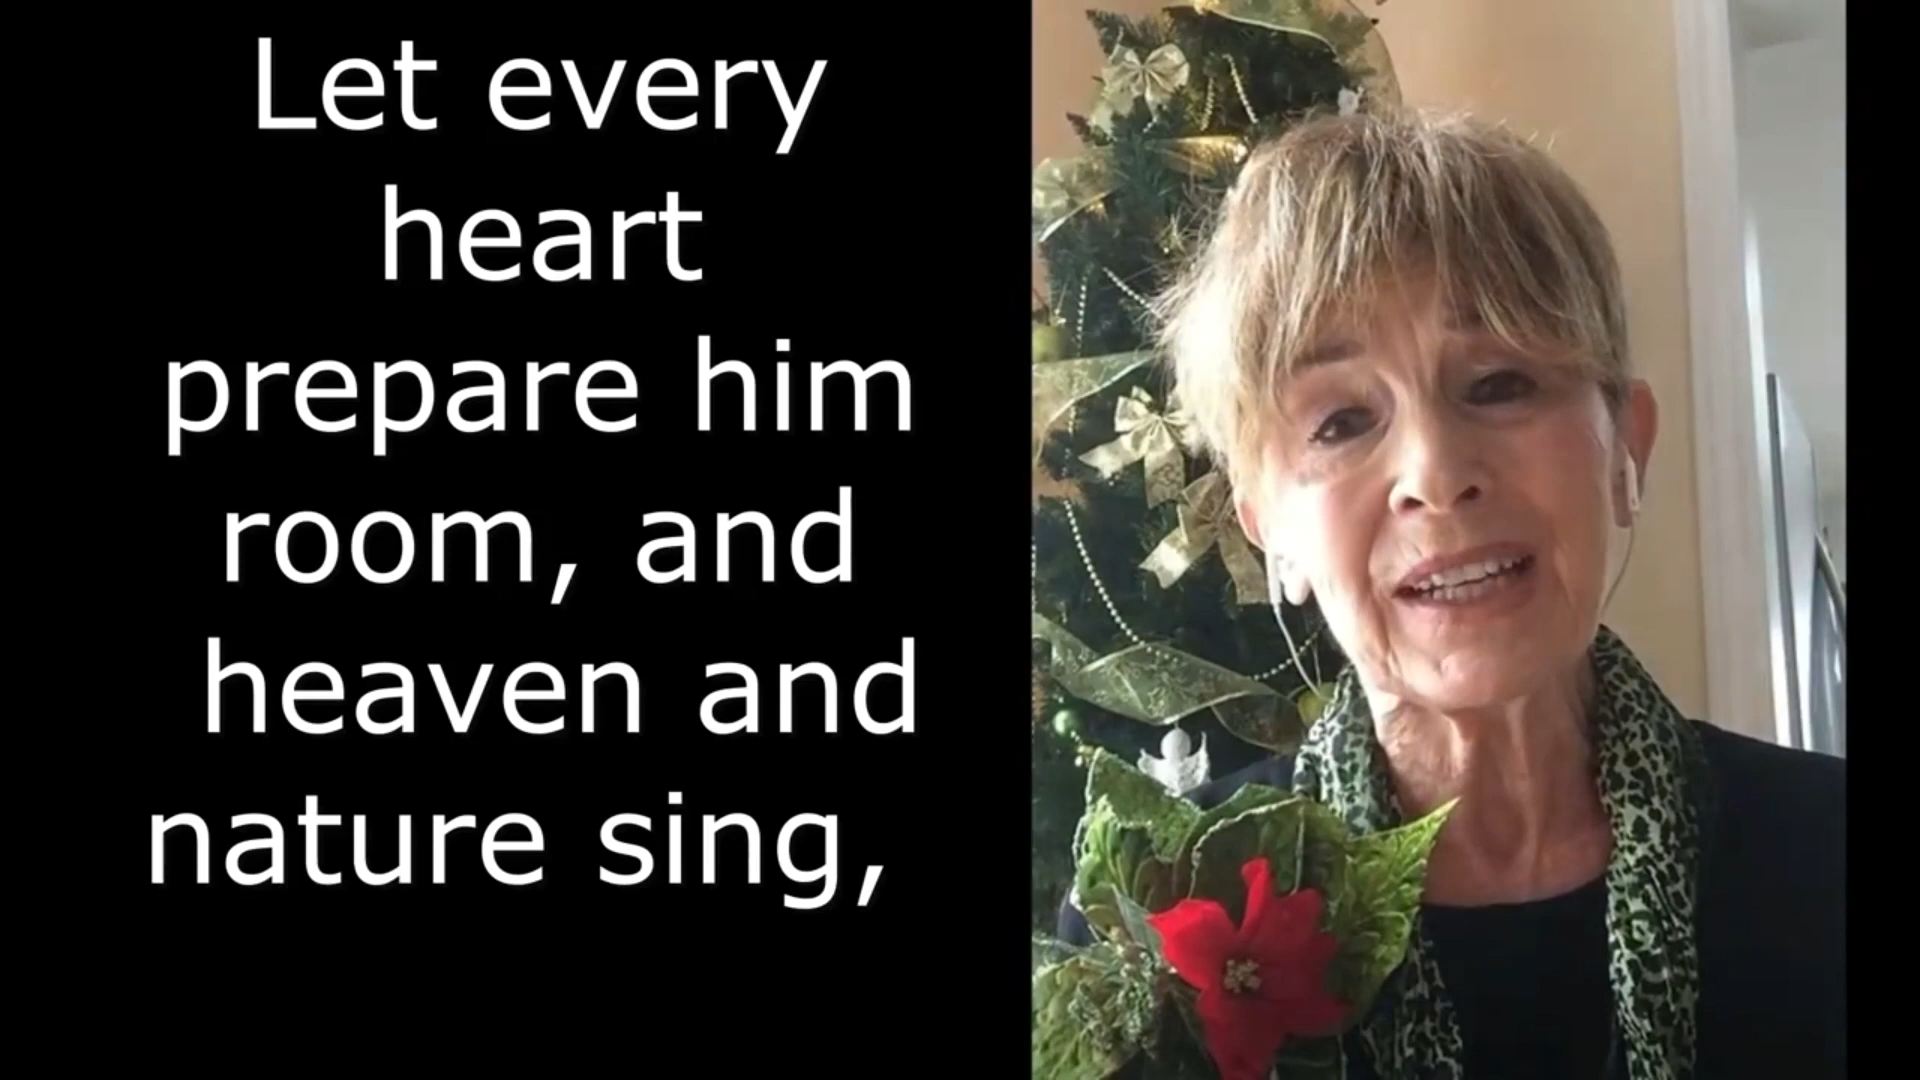 Let every
heart
prepare him
room, and
heaven and
nature sing,